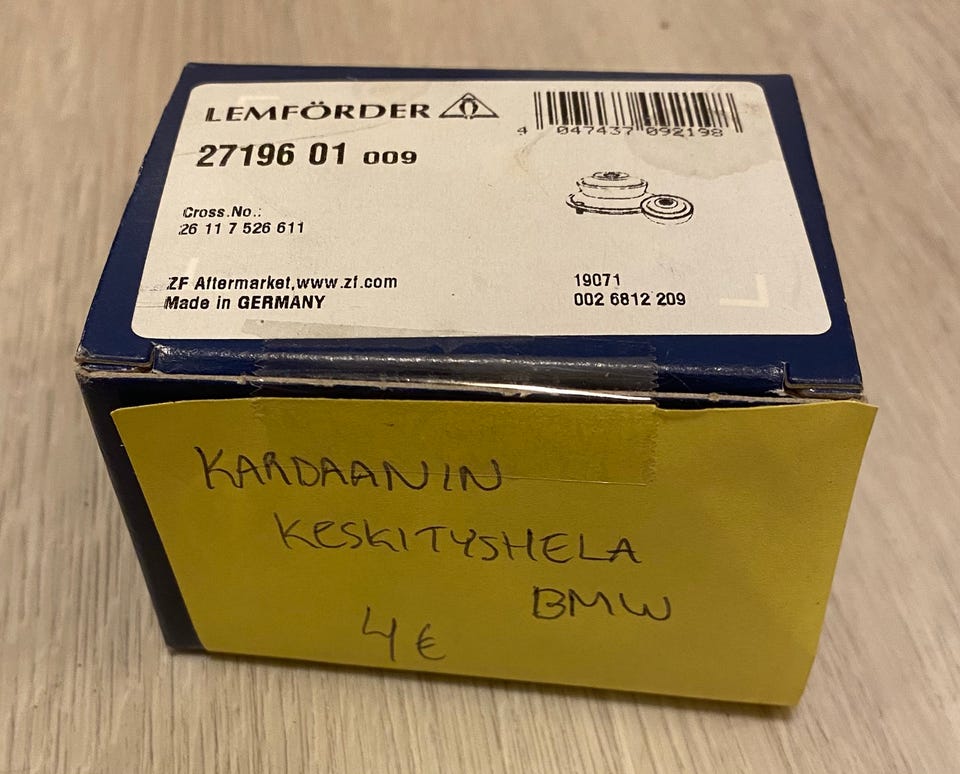 LEMFÖRDER
4 047437 092198
27196 01 009
Cross.No.:
26 11 7 526 611
ZF Aftermarket,www.zf.com
Made in GERMANY
19071
002 6812 209
KARDAANIN
KESKITYSHELA
BMW
4 €